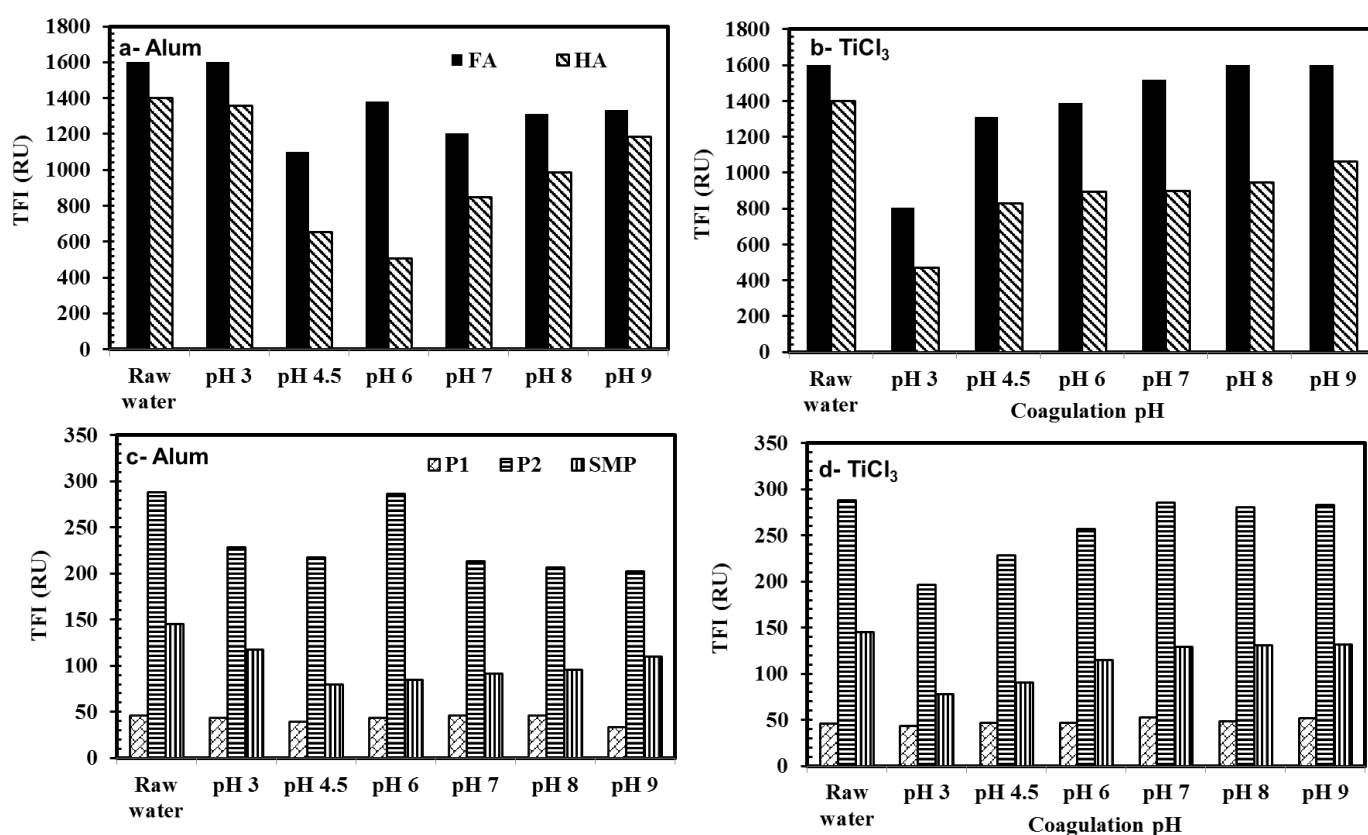 a- Alum
FA HA
TFI (RU)
1800
1600
1400
1200
1000
800
600
400
200
0
Raw water pH 3 pH 4.5 pH 6 pH 7 pH 8 pH 9
b- TiCl₃
TFI (RU)
1800
1600
1400
1200
1000
800
600
400
200
0
Raw water pH 3 pH 4.5 pH 6 pH 7 pH 8 pH 9
Coagulation pH
c- Alum
P1 P2 SMP
TFI (RU)
350
300
250
200
150
100
50
0
Raw water pH 3 pH 4.5 pH 6 pH 7 pH 8 pH 9
d- TiCl₃
TFI (RU)
350
300
250
200
150
100
50
0
Raw water pH 3 pH 4.5 pH 6 pH 7 pH 8 pH 9
Coagulation pH